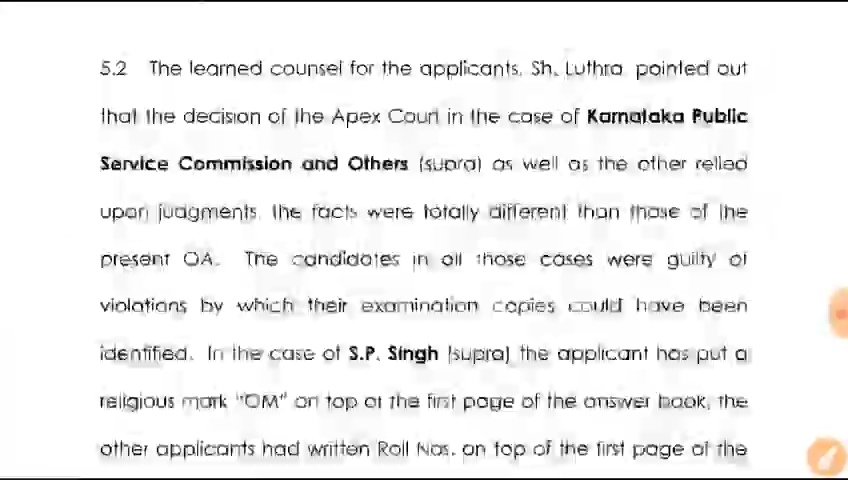 5.2 The learned counsel for the applicants, Sh. Luthra pointed out
that the decision of the Apex Court in the case of Karnataka Public
Service Commission and Others (supra) as well as the other relied
upon judgments, the facts were totally different than those of the
present OA. The candidates in all those cases were guilty of
violations by which their examination copies could have been
identified. In the case of S.P. Singh (supra) the applicant has put a
religious mark "OM" on top of the first page of the answer book, the
other applicants had written Roll Nos. on top of the first page of the